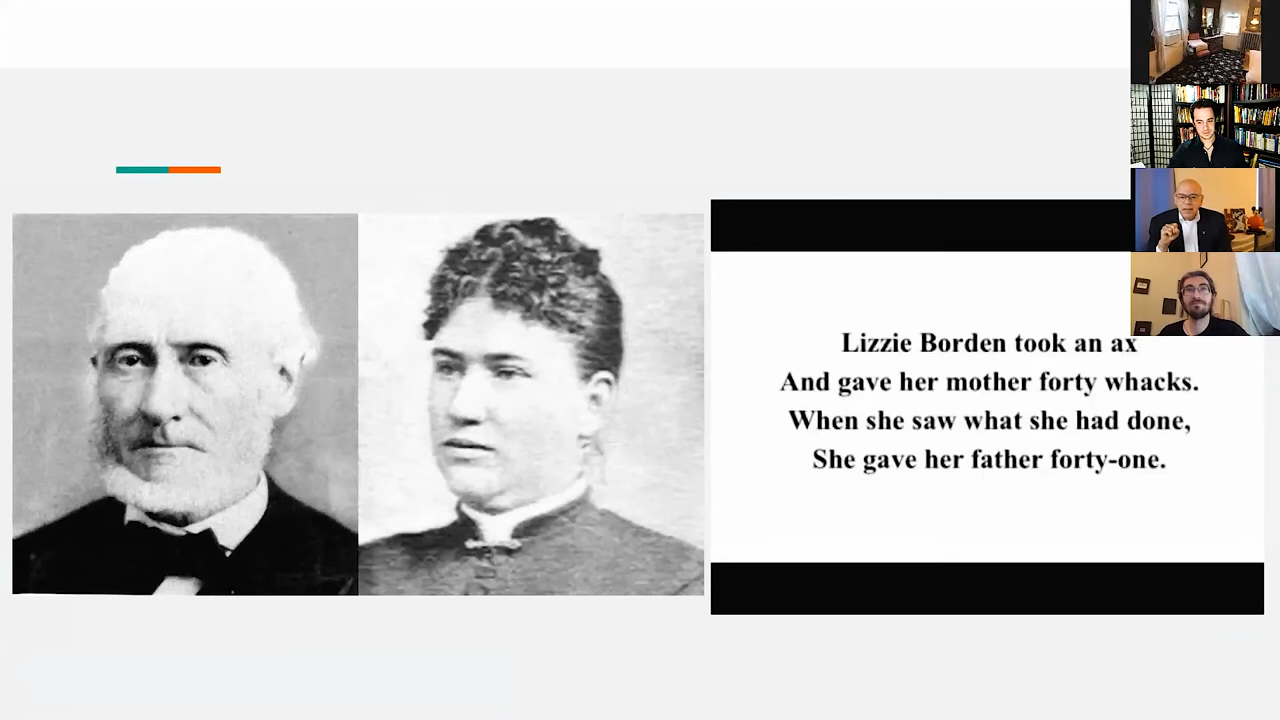 Lizzie Borden took an ax
And gave her mother forty whacks.
When she saw what she had done,
She gave her father forty-one.